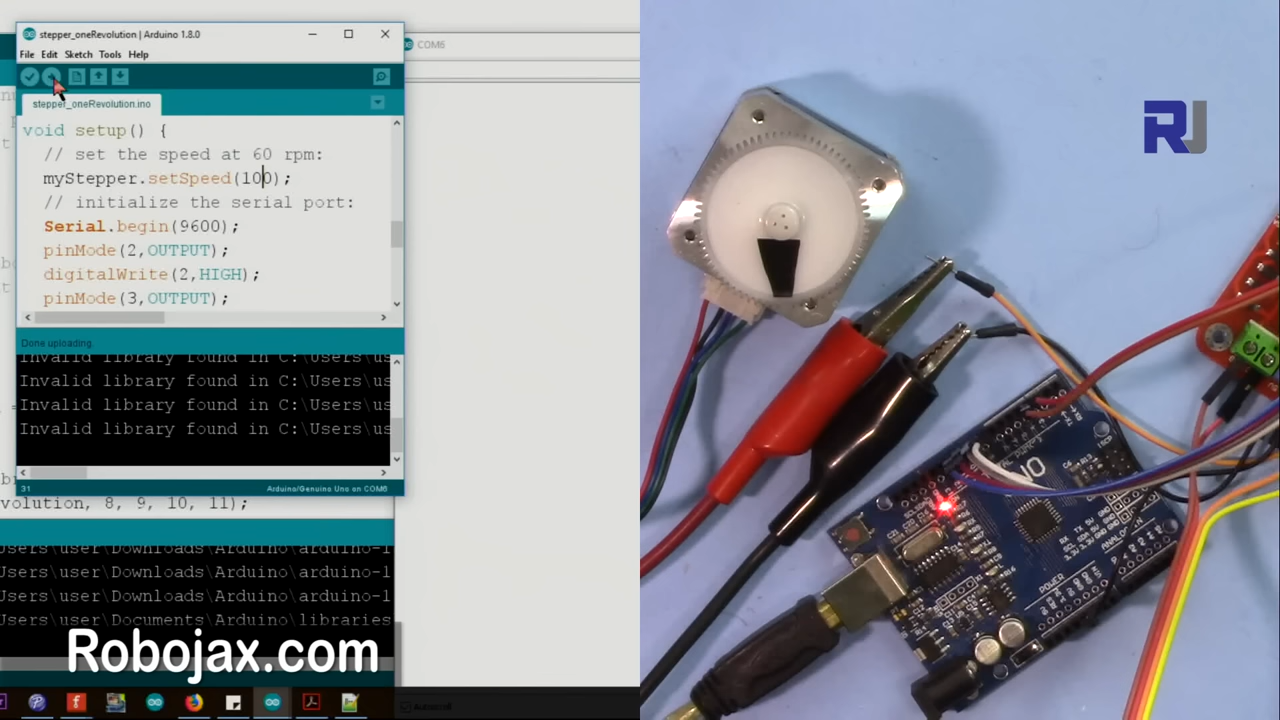 stepper_oneRevolution | Arduino 1.8.0
COM6
File Edit Sketch Tools Help
stepper_oneRevolution.ino
void setup() {
// set the speed at 60 rpm:
myStepper.setSpeed(100);
// initialize the serial port:
Serial.begin(9600);
pinMode(2,OUTPUT);
digitalWrite(2,HIGH);
pinMode(3,OUTPUT);
Done uploading.
Invalid library found in C:\Users\us
Invalid library found in C:\Users\us
Invalid library found in C:\Users\us
Invalid library found in C:\Users\us
31
Arduino/Genuino Uno on COM6
volution, 8, 9, 10, 11);
sers\user\Downloads\Arduino\arduino-1
Users\user\Downloads\Arduino\arduino-1
Users\user\Downloads\Arduino\arduino-1
Users\user\Documents\Arduino\libraries
Robojax.com
Autoscroll
RJ
POWER
ANALOG IN